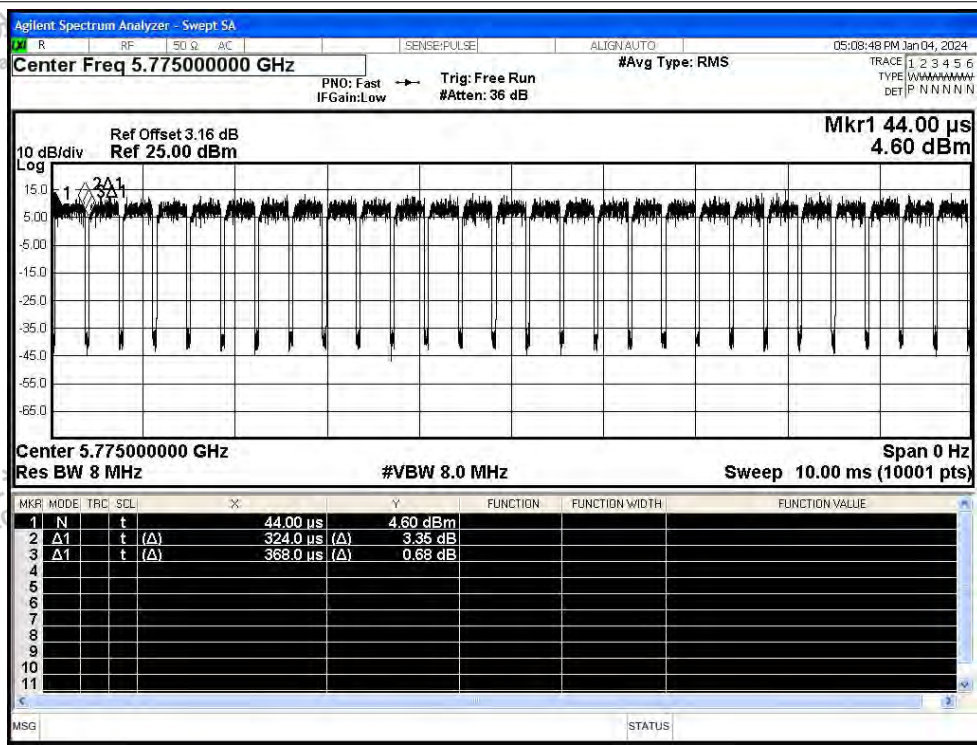 Agilent Spectrum Analyzer - Swept SA
R RF 50 Ω AC SENSE:PULSE ALIGN AUTO 05:08:48 PM Jan 04, 2024
Center Freq 5.775000000 GHz #Avg Type: RMS TRACE 1 2 3 4 5 6
PNO: Fast Trig: Free Run TYPE
IFGain:Low #Atten: 36 dB DET P N N N N N
Mkr1 44.00 µs
Ref Offset 3.16 dB
10 dB/div Ref 25.00 dBm 4.60 dBm
Log
15.0
1
2Δ1
3Δ1
5.00
-5.00
-15.0
-25.0
-35.0
-45.0
-55.0
-65.0
Center 5.775000000 GHz Span 0 Hz
Res BW 8 MHz #VBW 8.0 MHz Sweep 10.00 ms (10001 pts)
MKR MODE TRC SCL X Y FUNCTION FUNCTION WIDTH FUNCTION VALUE
1 N t 44.00 µs 4.60 dBm
2 Δ1 t (Δ) 324.0 µs (Δ) 3.35 dB
3 Δ1 t (Δ) 368.0 µs (Δ) 0.68 dB
4
5
6
7
8
9
10
11
MSG STATUS